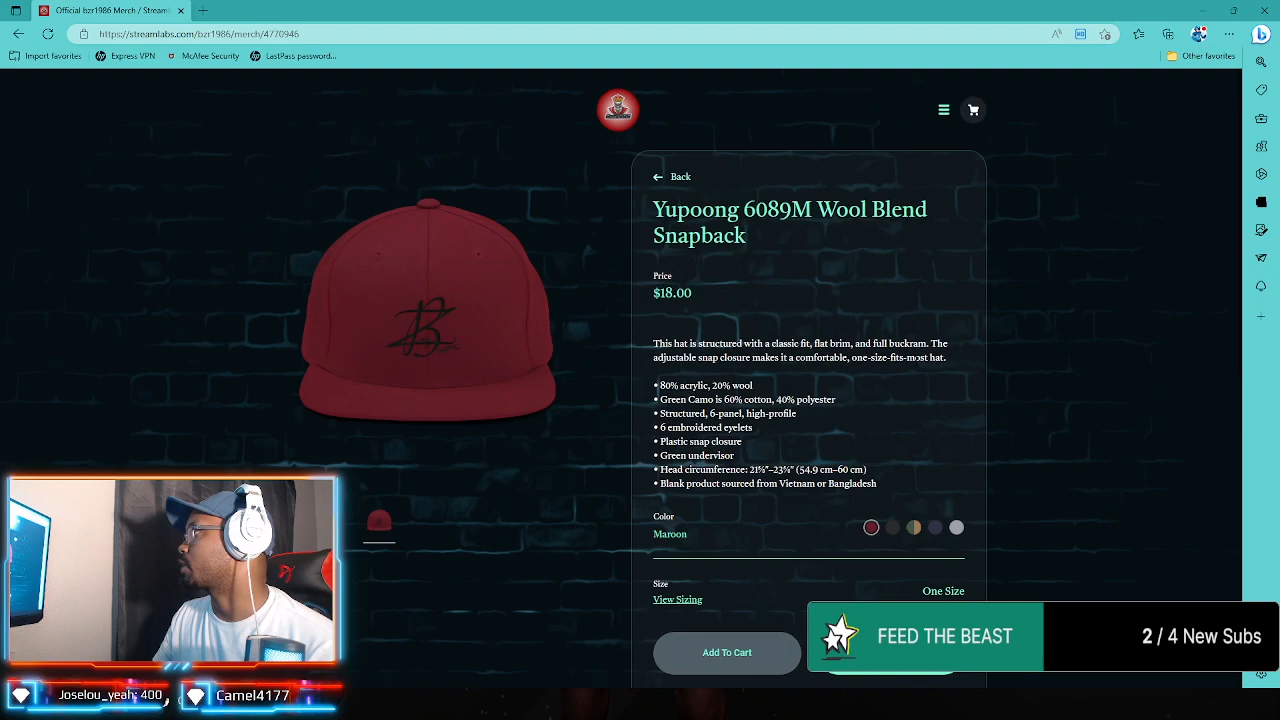 Official bzr1986 Merch / Streaml
https://streamlabs.com/bzr1986/merch/4770946
Import favorites
Express VPN
McAfee Security
LastPass password...
Other favorites
Back
Yupoong 6089M Wool Blend
Snapback
Price
$18.00
This hat is structured with a classic fit, flat brim, and full buckram. The
adjustable snap closure makes it a comfortable, one-size-fits-most hat.
• 80% acrylic, 20% wool
• Green Camo is 60% cotton, 40% polyester
• Structured, 6-panel, high-profile
• 6 embroidered eyelets
• Plastic snap closure
• Green undervisor
• Head circumference: 21⅝″–23⅝″ (54.9 cm–60 cm)
• Blank product sourced from Vietnam or Bangladesh
Color
Maroon
Size
View Sizing
One Size
Add To Cart
FEED THE BEAST
2 / 4 New Subs
Joselou_yeah: 400
Camel4177